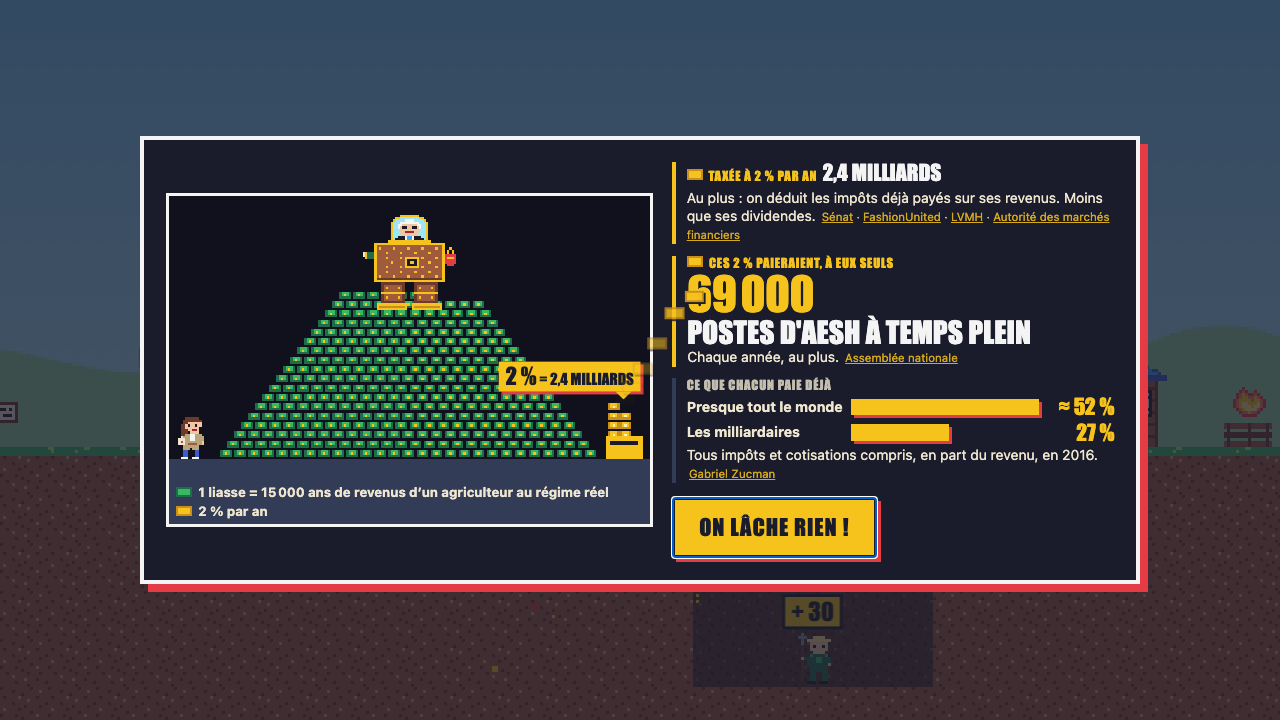 2 % = 2,4 MILLIARDS
1 liasse = 15 000 ans de revenus d’un agriculteur au régime réel
2 % par an
TAXÉE À 2 % PAR AN 2,4 MILLIARDS
Au plus : on déduit les impôts déjà payés sur ses revenus. Moins
que ses dividendes. Sénat · FashionUnited · LVMH · Autorité des marchés
financiers
CES 2 % PAIERAIENT, À EUX SEULS
69 000
POSTES D'AESH À TEMPS PLEIN
Chaque année, au plus. Assemblée nationale
CE QUE CHACUN PAIE DÉJÀ
Presque tout le monde ≈ 52 %
Les milliardaires 27 %
Tous impôts et cotisations compris, en part du revenu, en 2016.
Gabriel Zucman
ON LÂCHE RIEN !
+ 30